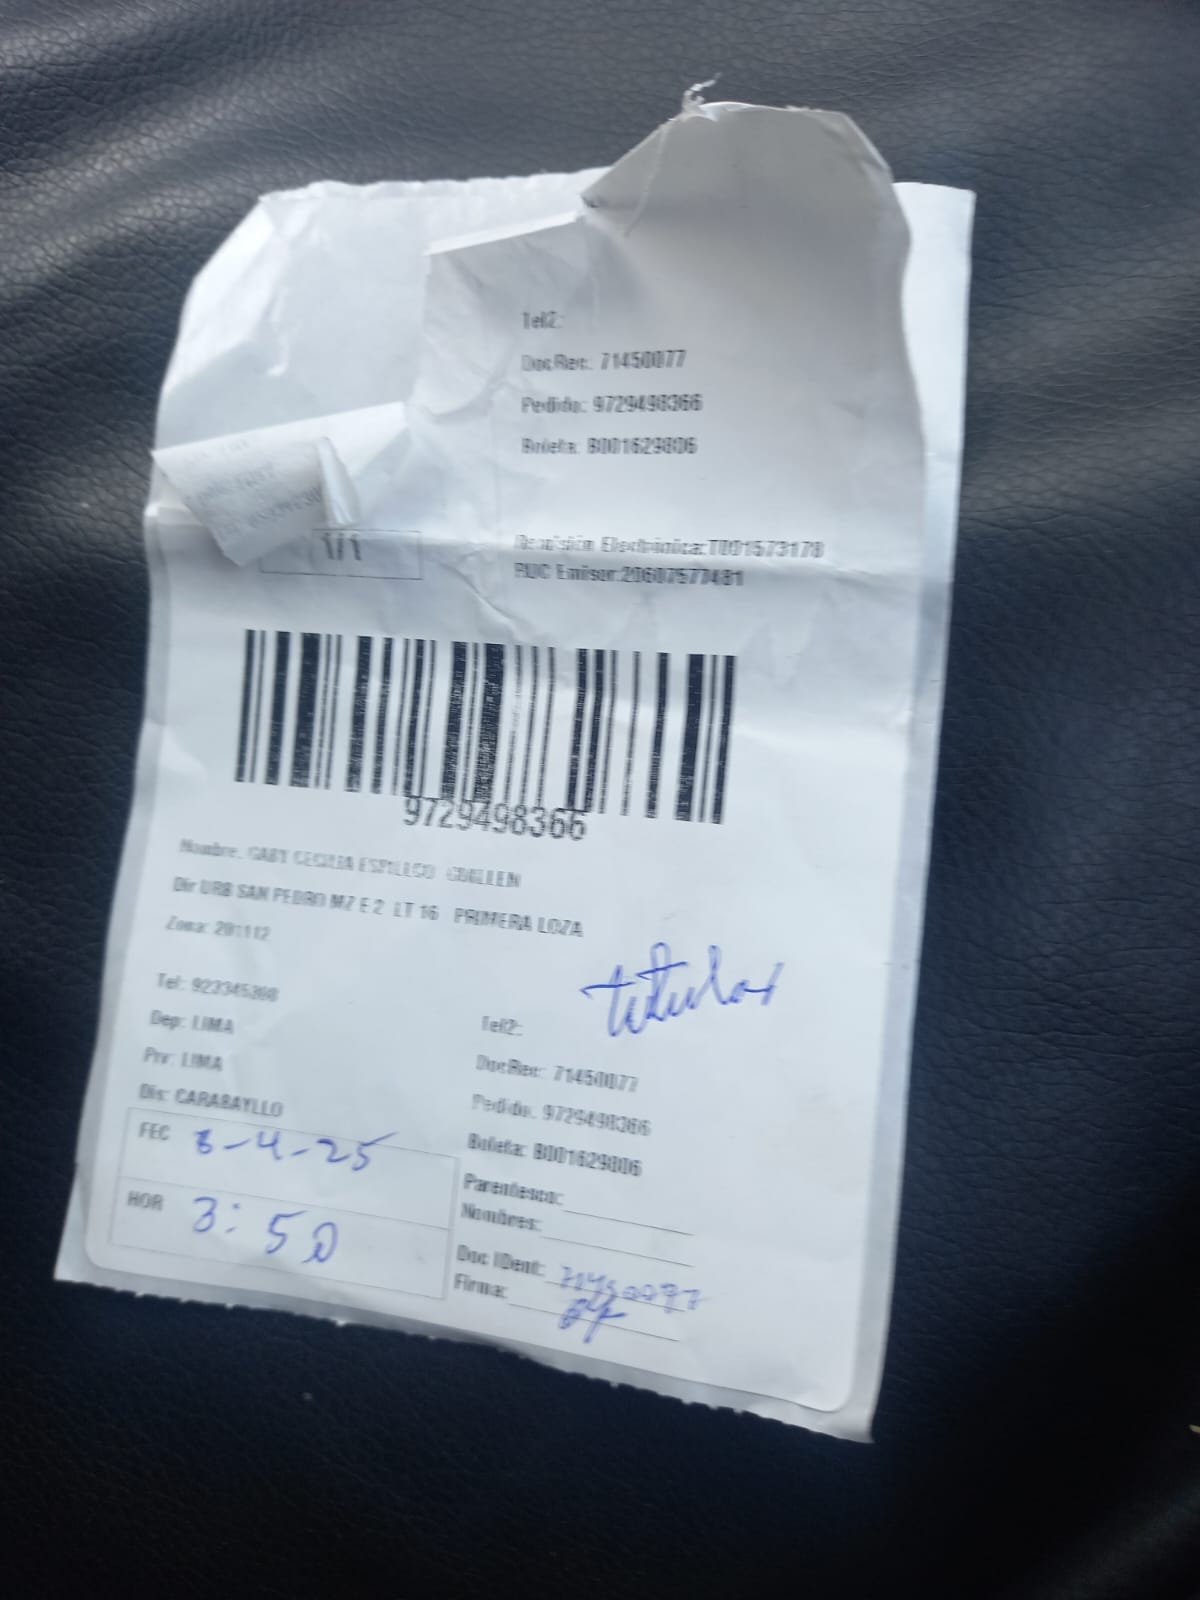 Tel2:
DocRec: 71450077
Pedido: 9729498366
Boleta: B001629806
1/1
Remisión Electrónica:T001573178
RUC Emisor:20607577481
9729498366
Nombre. GABY CECILIA ESPILLCO GUILLEN
Dir URB SAN PEDRO MZ E 2 LT 16 PRIMERA LOZA
Zona: 201112
titular
Tel: 923345308
Tel2:
Dep: LIMA
DocRec: 71450077
Prv: LIMA
Pedido: 9729498366
Dis: CARABAYLLO
Boleta: B001629806
FEC 8-4-25
Parentesco:
HOR 3:50
Nombres:
Doc IDent: 71450077
Firma: